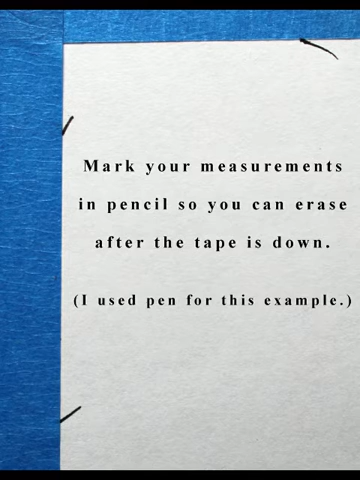 Mark your measurements
in pencil so you can erase
after the tape is down.
(I used pen for this example.)